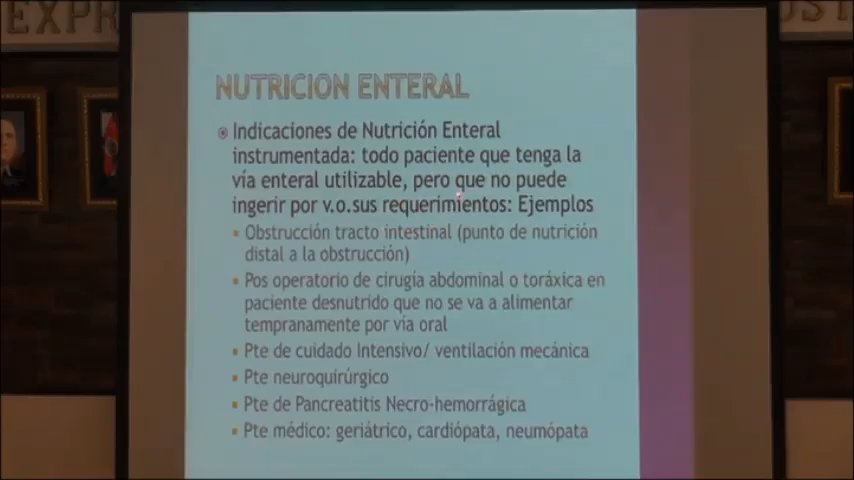 EXPR
NUTRICION ENTERAL
Indicaciones de Nutrición Enteral
instrumentada: todo paciente que tenga la
vía enteral utilizable, pero que no puede
ingerir por v.o.sus requerimientos: Ejemplos
Obstrucción tracto intestinal (punto de nutrición
distal a la obstrucción)
Pos operatorio de cirugía abdominal o toráxica en
paciente desnutrido que no se va a alimentar
tempranamente por vía oral
Pte de cuidado Intensivo/ ventilación mecánica
Pte neuroquirúrgico
Pte de Pancreatitis Necro-hemorrágica
Pte médico: geriátrico, cardiópata, neumópata